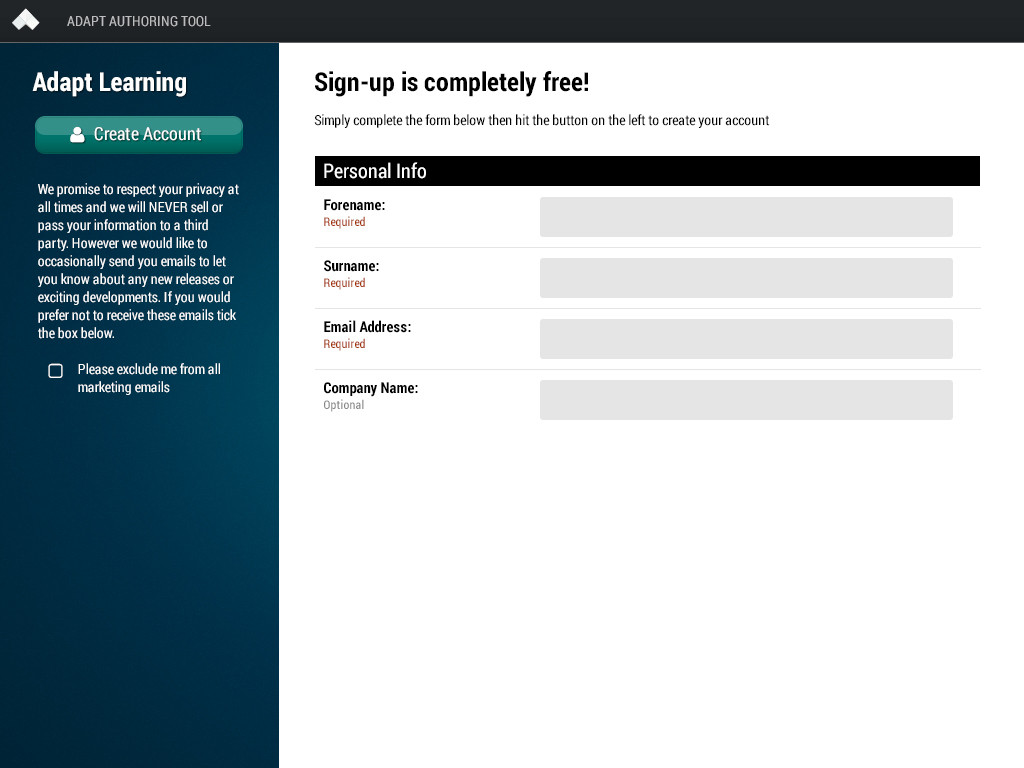 ADAPT AUTHORING TOOL
Adapt Learning
Create Account
We promise to respect your privacy at
all times and we will NEVER sell or
pass your information to a third
party. However we would like to
occasionally send you emails to let
you know about any new releases or
exciting developments. If you would
prefer not to receive these emails tick
the box below.
Please exclude me from all
marketing emails
Sign-up is completely free!
Simply complete the form below then hit the button on the left to create your account
Personal Info
Forename:
Required
Surname:
Required
Email Address:
Required
Company Name:
Optional